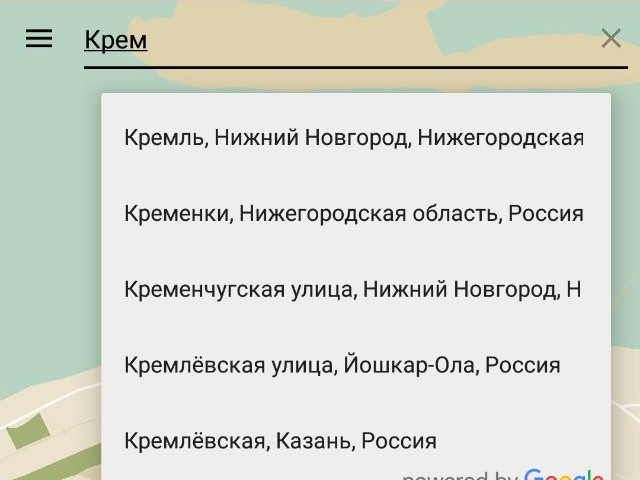 Крем
Кремль, Нижний Новгород, Нижегородская
Кременки, Нижегородская область, Россия
Кременчугская улица, Нижний Новгород, Н
Кремлёвская улица, Йошкар-Ола, Россия
Кремлёвская, Казань, Россия
powered by Google